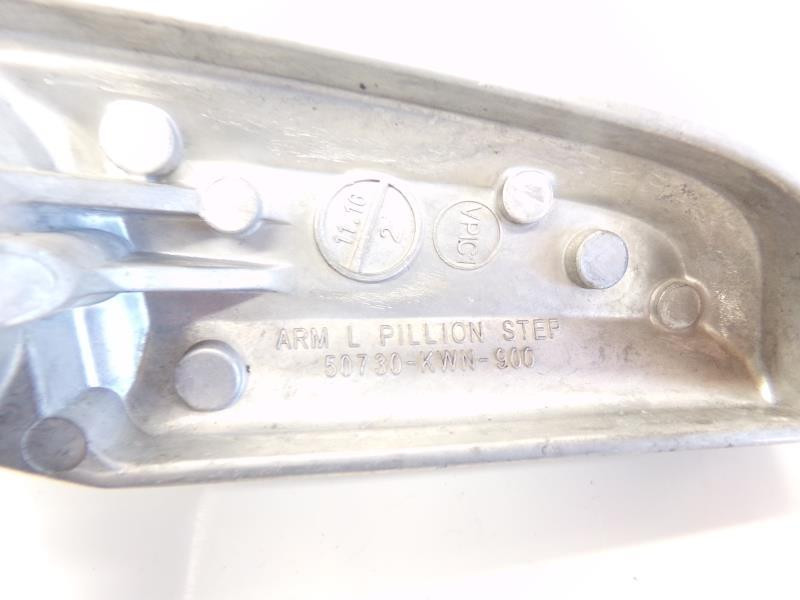 11.16
2
VPIC1
ARM L PILLION STEP
50730-KWN-900